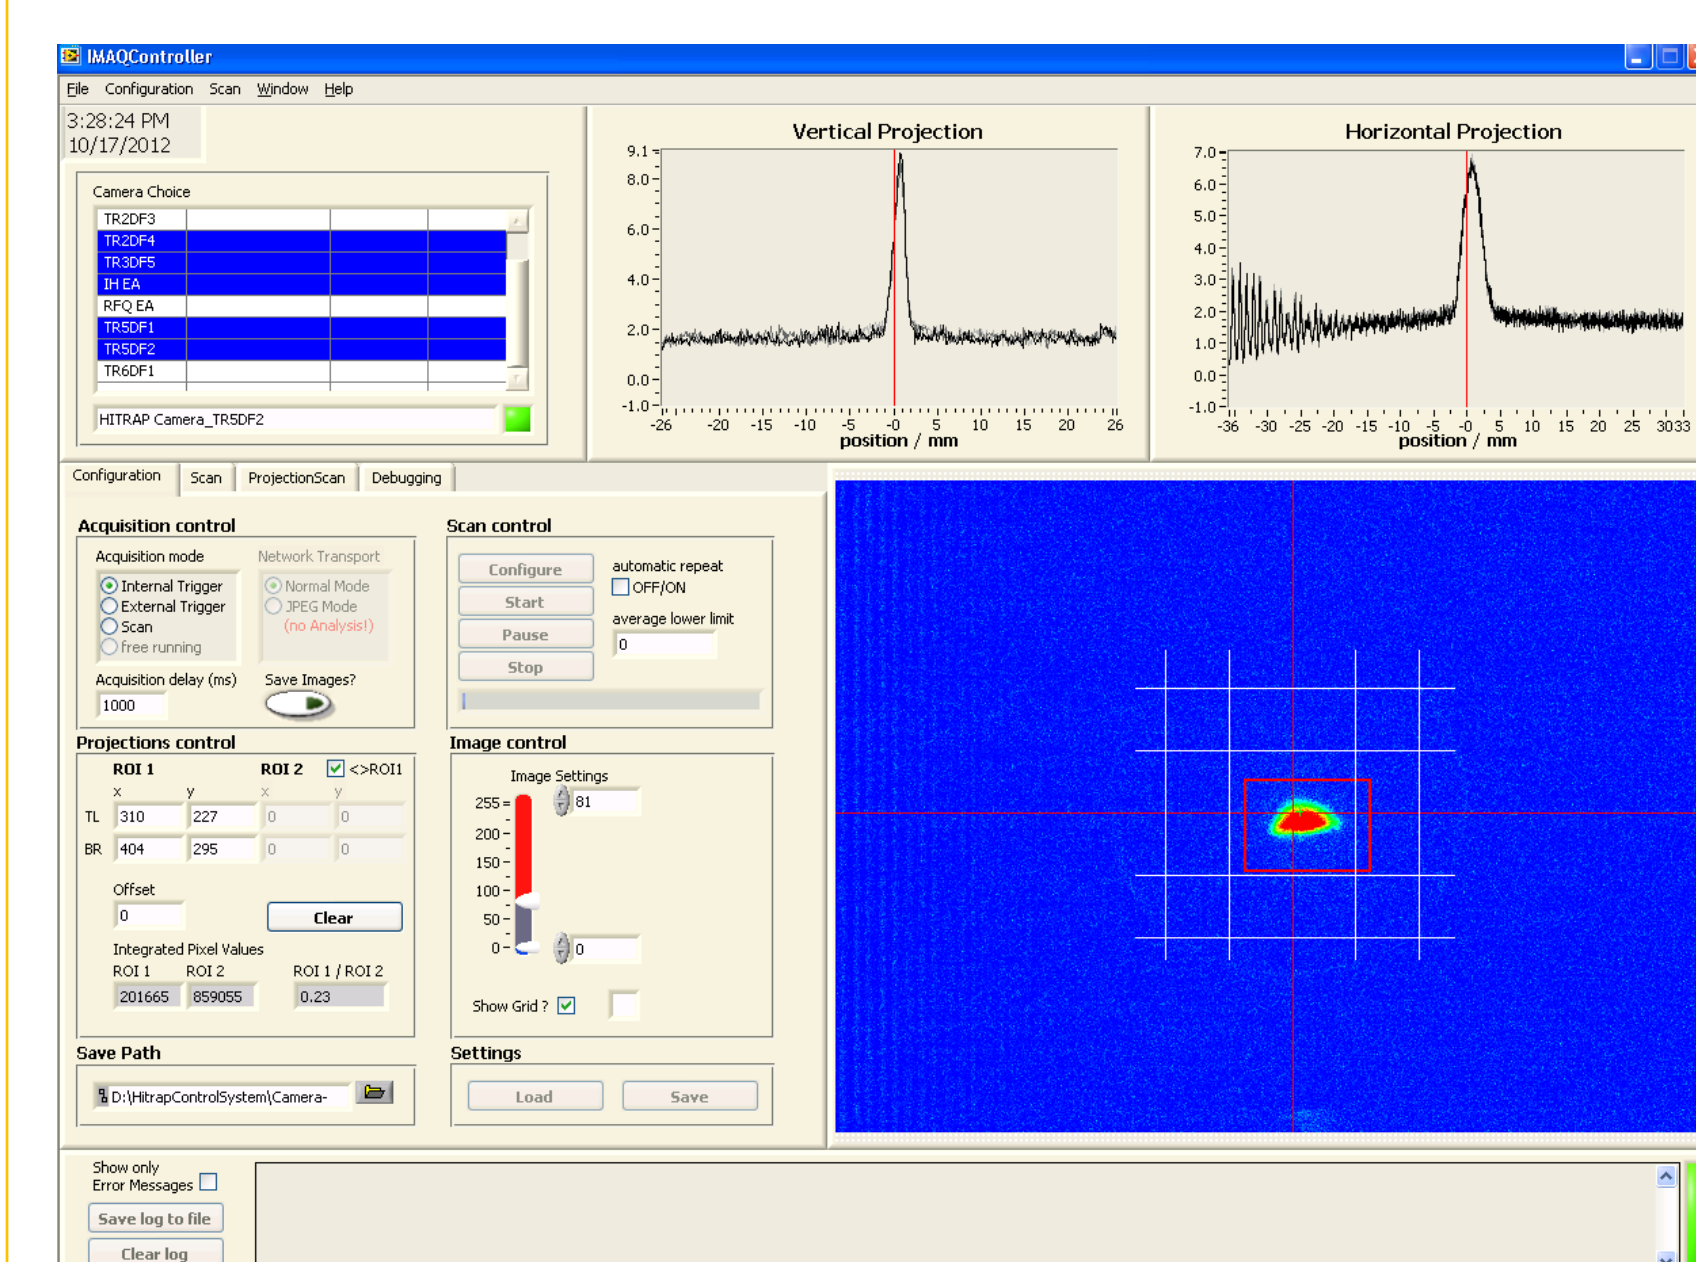 IMAQController
File Configuration Scan Window Help
3:28:24 PM
10/17/2012
Camera Choice
TR2DF3
TR2DF4
TR3DF5
IH EA
RFQ EA
TR5DF1
TR5DF2
TR6DF1
HITRAP Camera_TR5DF2
Vertical Projection
9.1
8.0
6.0
4.0
2.0
0.0
-1.0
-26 -20 -15 -10 -5 -0 5 10 15 20 26
position / mm
Horizontal Projection
7.0
6.0
5.0
4.0
3.0
2.0
1.0
0.0
-1.0
-36 -30 -25 -20 -15 -10 -5 -0 5 10 15 20 25 3033
position / mm
Configuration Scan ProjectionScan Debugging
Acquisition control
Acquisition mode Network Transport
Internal Trigger Normal Mode
External Trigger JPEG Mode
Scan (no Analysis!)
free running
Acquisition delay (ms) Save Images?
1000
Scan control
Configure automatic repeat
OFF/ON
Start
average lower limit
Pause 0
Stop
Projections control
ROI 1 ROI 2 <>ROI1
x y x y
TL 310 227 0 0
BR 404 295 0 0
Offset
0 Clear
Integrated Pixel Values
ROI 1 ROI 2 ROI 1 / ROI 2
201665 859055 0.23
Image control
Image Settings
255 81
200
150
100
50
0 0
Show Grid ?
Save Path
D:\HitrapControlSystem\Camera-
Settings
Load Save
Show only
Error Messages
Save log to file
Clear log